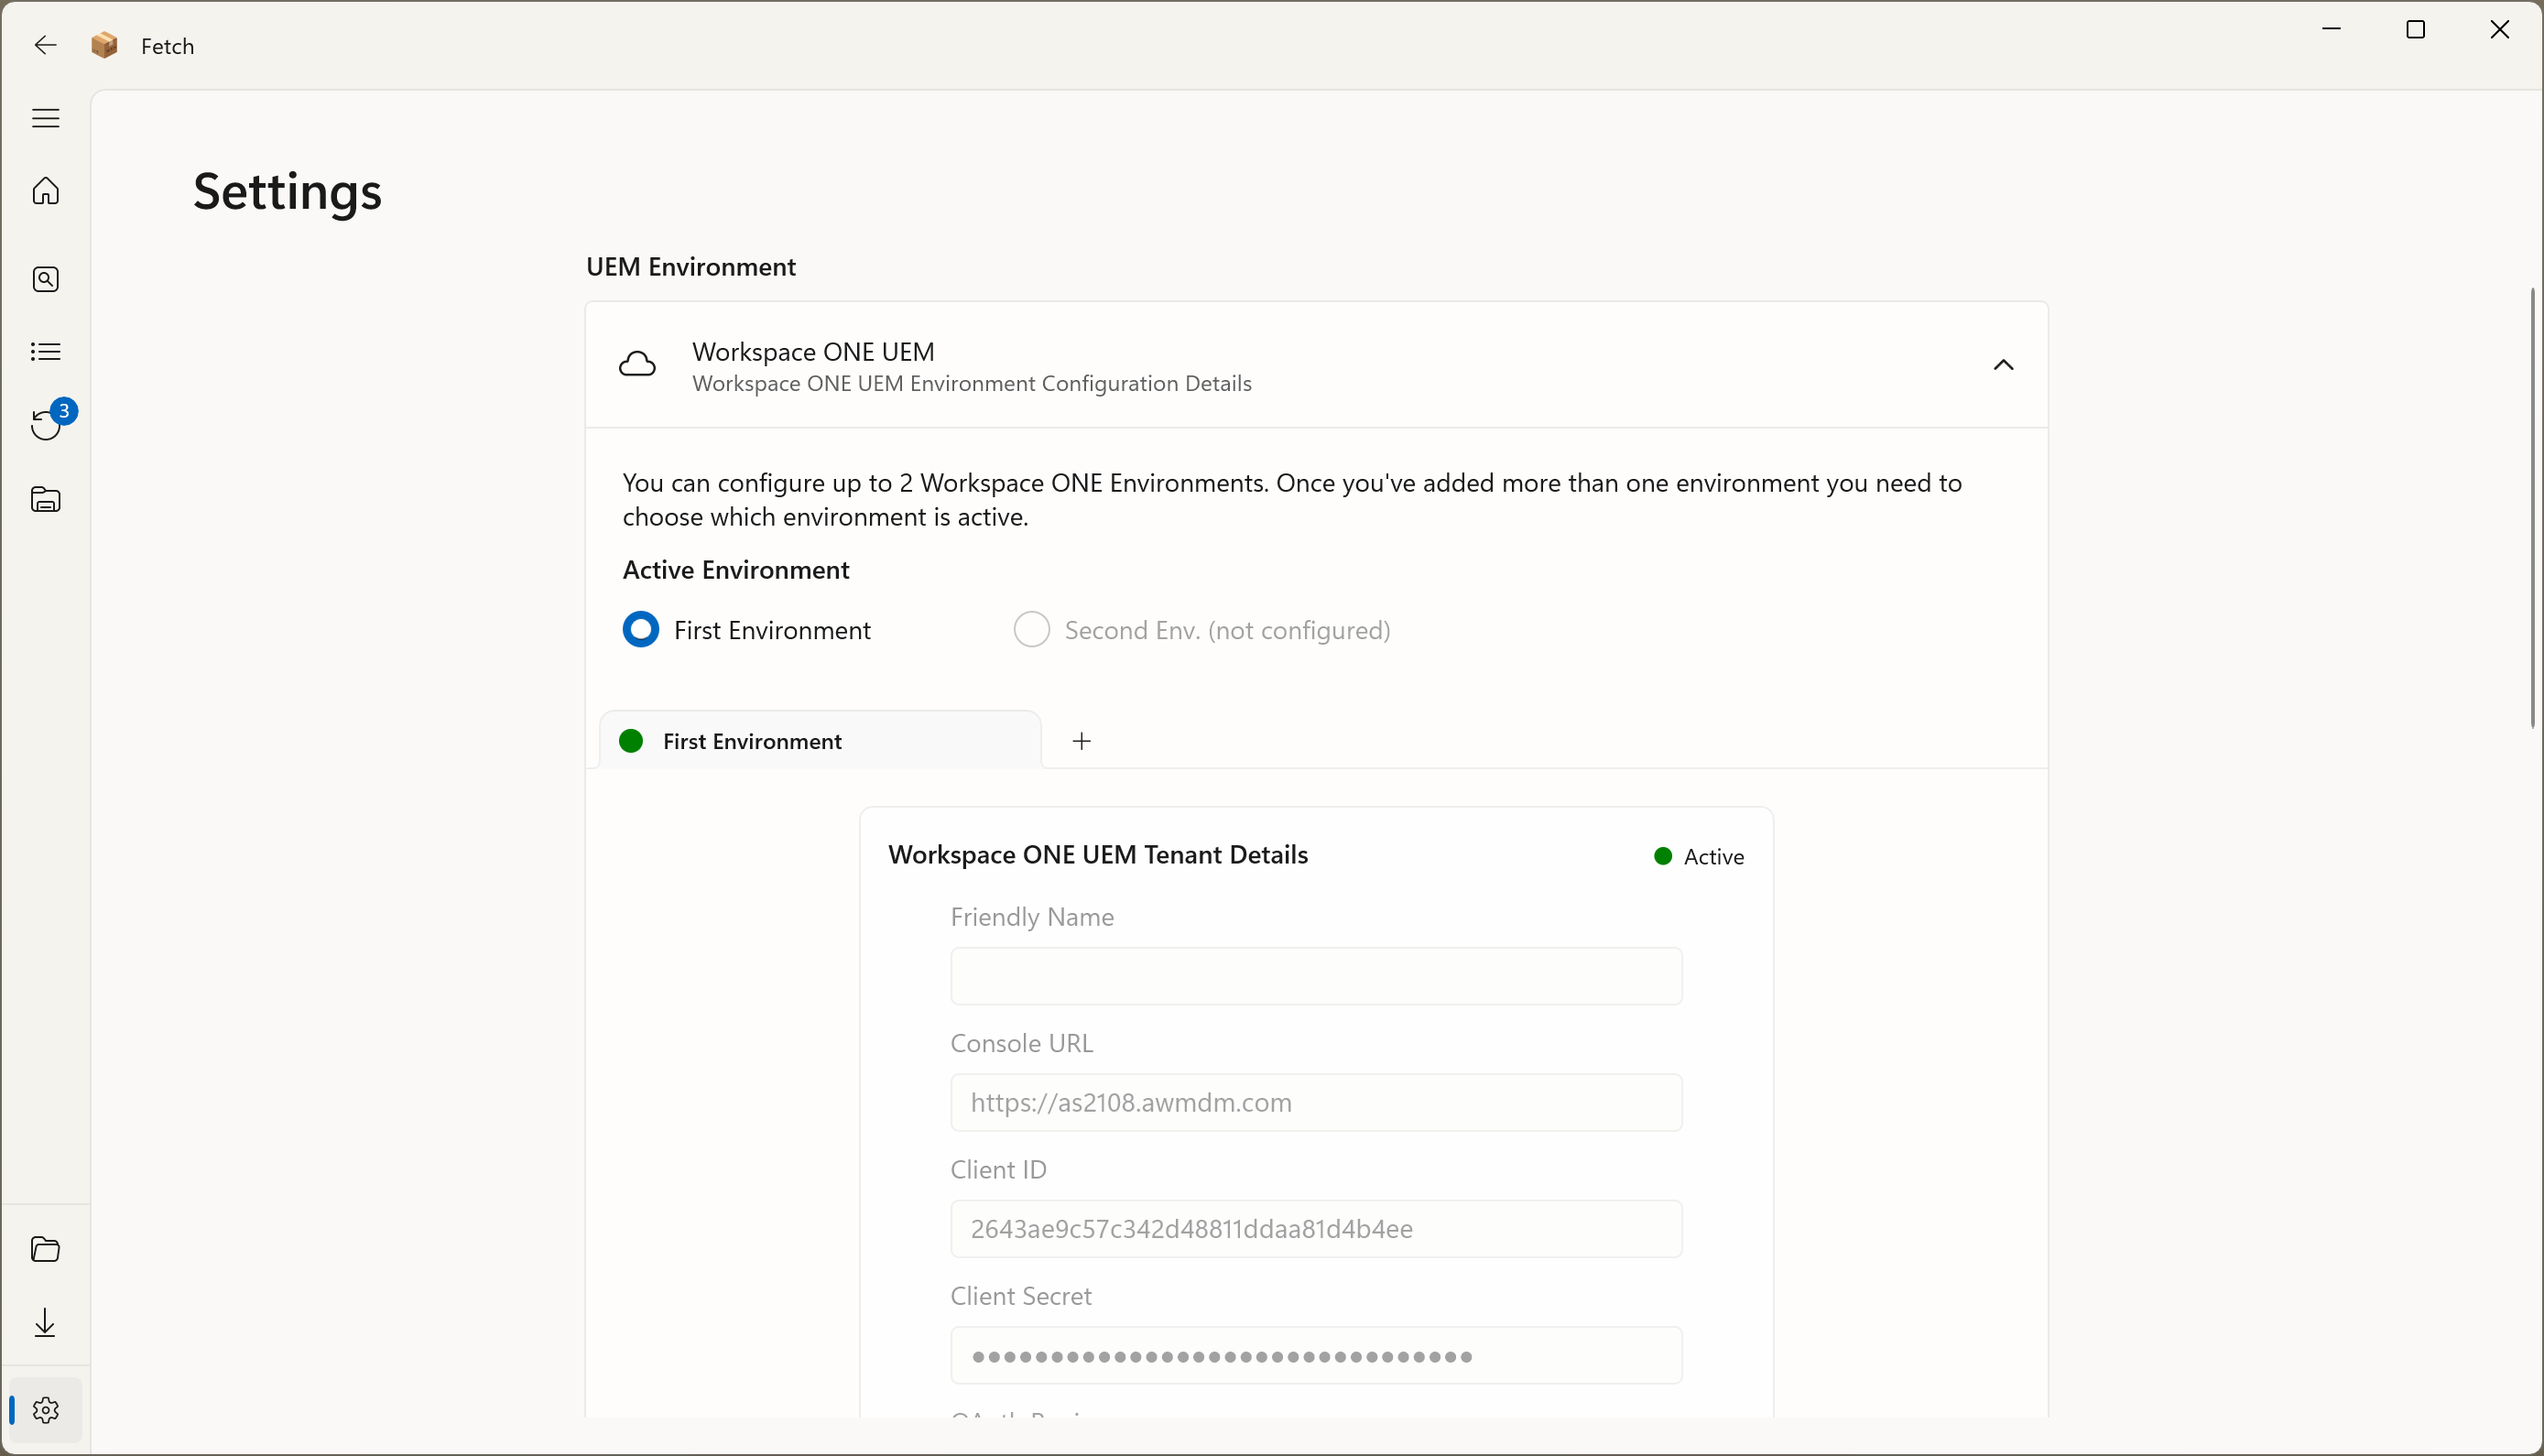 Fetch
Settings
UEM Environment
Workspace ONE UEM
Workspace ONE UEM Environment Configuration Details
3
You can configure up to 2 Workspace ONE Environments. Once you've added more than one environment you need to
choose which environment is active.
Active Environment
First Environment
Second Env. (not configured)
First Environment
Workspace ONE UEM Tenant Details
Active
Friendly Name
Console URL
https://as2108.awmdm.com
Client ID
2643ae9c57c342d48811ddaa81d4b4ee
Client Secret